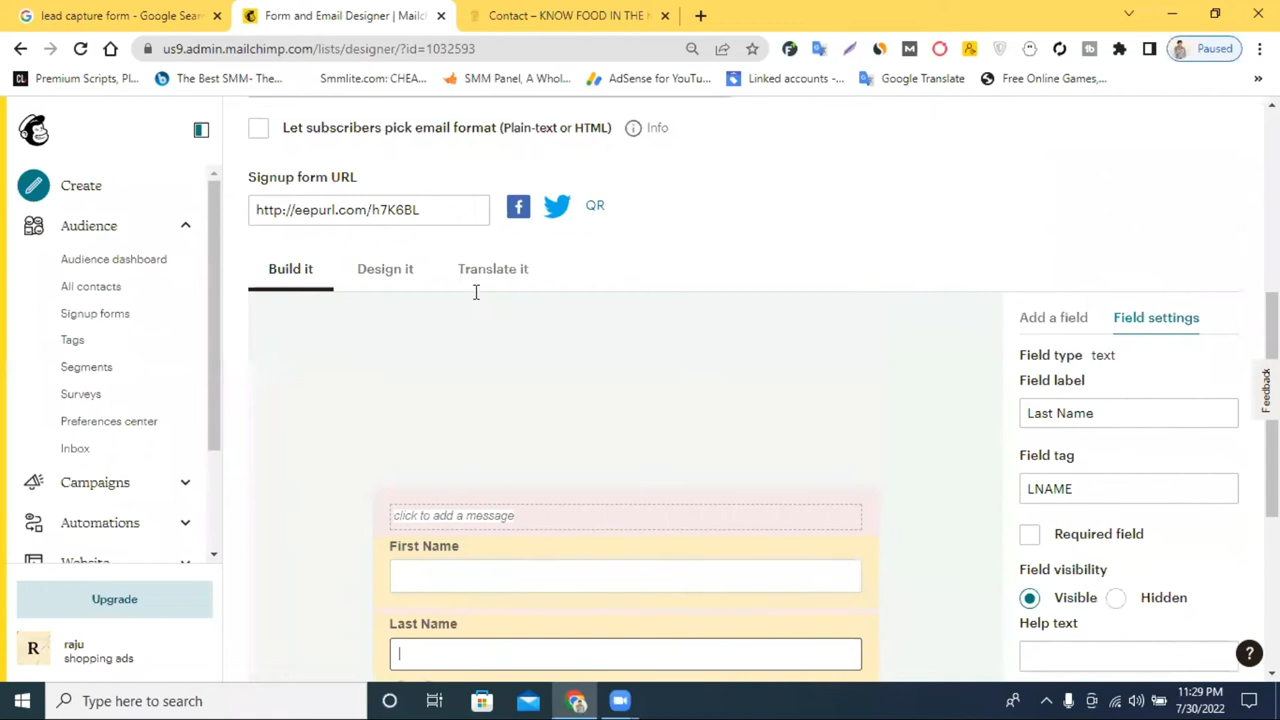 lead capture form - Google Sear
Form and Email Designer | Mailch
Contact – KNOW FOOD IN THE
us9.admin.mailchimp.com/lists/designer/?id=1032593
Paused
Premium Scripts, Pl...
The Best SMM- The...
Smmlite.com: CHEA...
SMM Panel, A Whol...
AdSense for YouTu...
Linked accounts -...
Google Translate
Free Online Games,...
»
Let subscribers pick email format (Plain-text or HTML)
Info
Create
Signup form URL
http://eepurl.com/h7K6BL
QR
Audience
Audience dashboard
All contacts
Signup forms
Tags
Segments
Surveys
Preferences center
Inbox
Campaigns
Automations
Website
Upgrade
R
raju
shopping ads
Build it
Design it
Translate it
click to add a message
First Name
Last Name
Add a field
Field settings
Field type text
Field label
Last Name
Field tag
LNAME
Required field
Field visibility
Visible
Hidden
Help text
Feedback
?
Type here to search
11:29 PM
7/30/2022